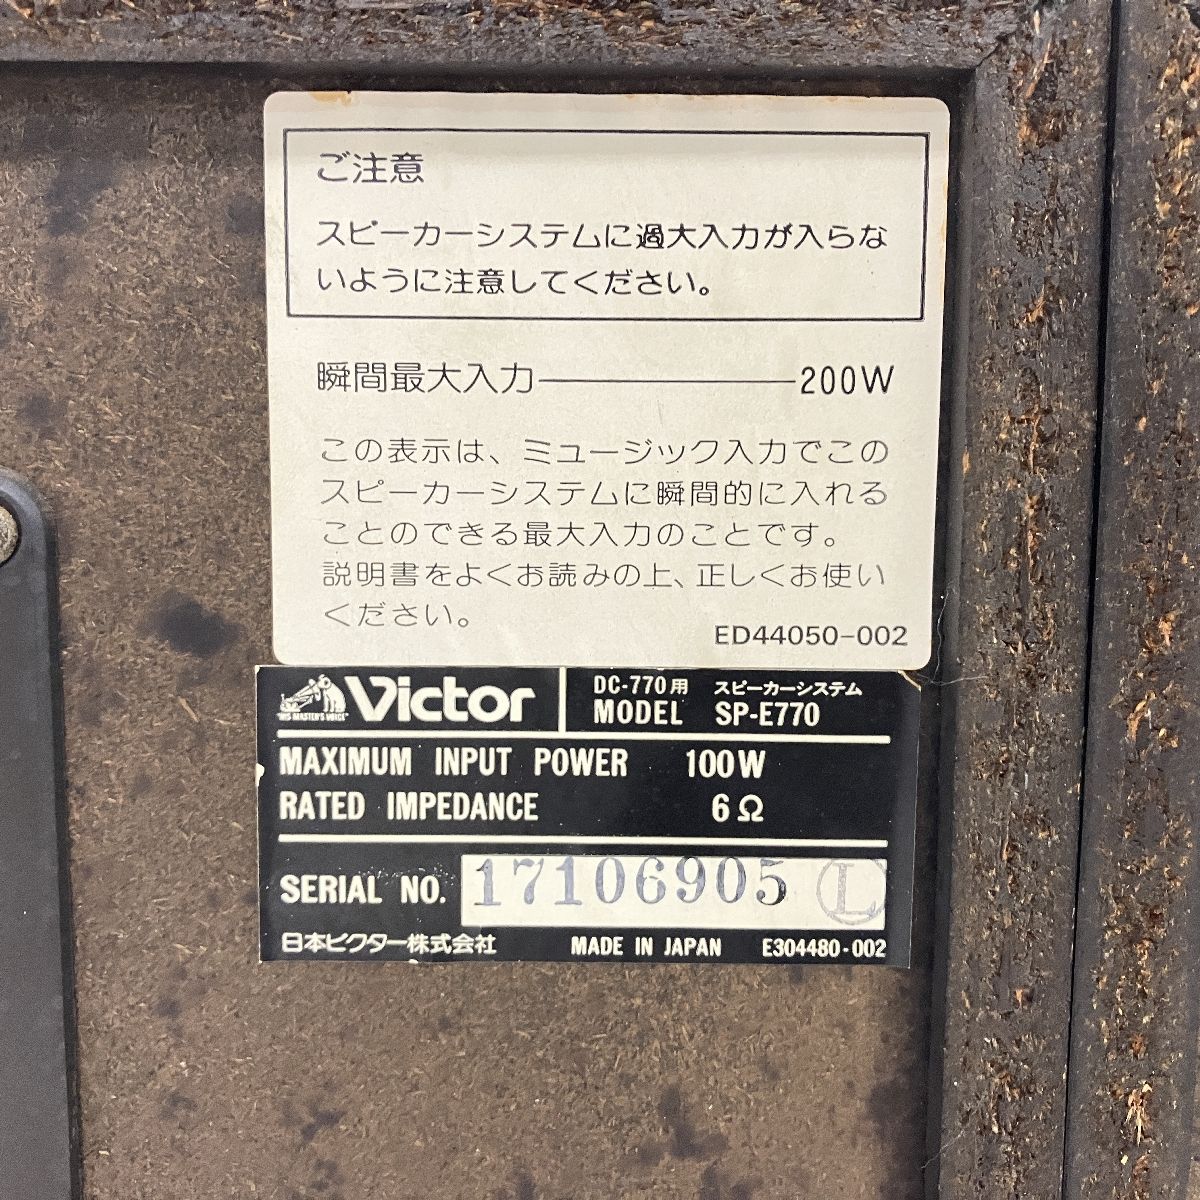 ご注意
スピーカーシステムに過大入力が入らな
いように注意してください。
瞬間最大入力——————200W
この表示は、ミュージック入力でこの
スピーカーシステムに瞬間的に入れる
ことのできる最大入力のことです。
説明書をよくお読みの上、正しくお使い
ください。
ED44050-002
"HIS MASTER'S VOICE" Victor
DC-770用 スピーカーシステム
MODEL SP-E770
MAXIMUM INPUT POWER 100W
RATED IMPEDANCE 6Ω
SERIAL NO. 17106905 Ⓛ
日本ビクター株式会社 MADE IN JAPAN E304480-002